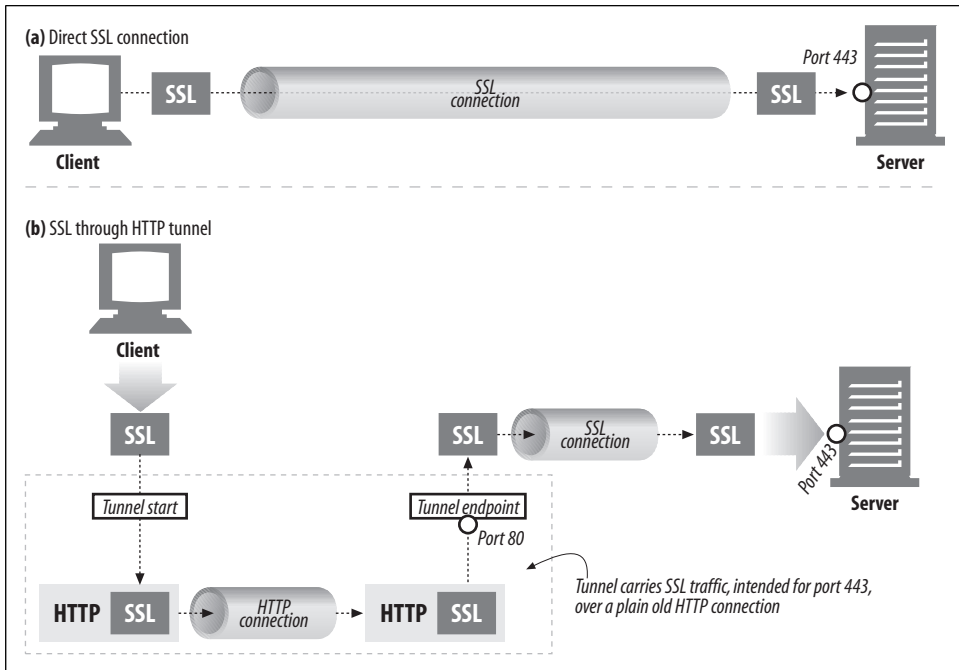 (a) Direct SSL connection
Port 443
SSL
SSL
connection
SSL
Client
Server
(b) SSL through HTTP tunnel
Client
SSL
SSL
SSL
connection
SSL
Port 443
Server
Tunnel start
Tunnel endpoint
Port 80
HTTP
SSL
HTTP
connection
HTTP
SSL
Tunnel carries SSL traffic, intended for port 443,
over a plain old HTTP connection